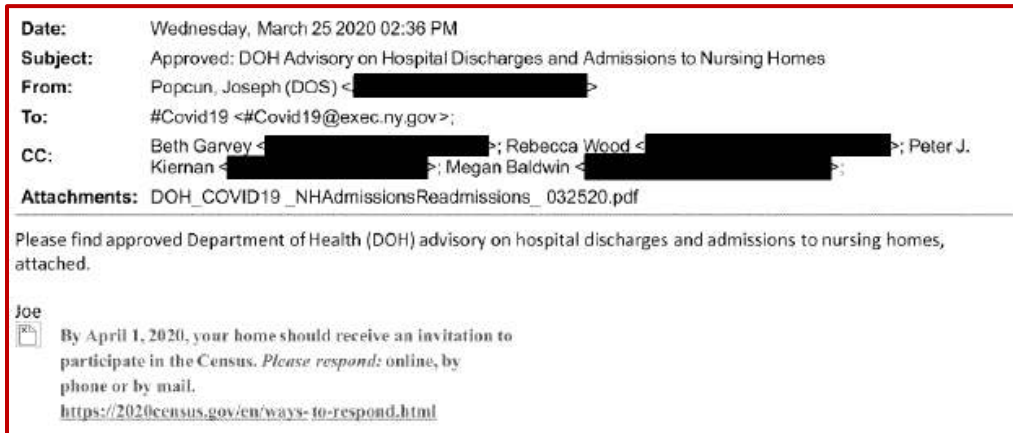 Date: Wednesday, March 25 2020 02:36 PM
Subject: Approved: DOH Advisory on Hospital Discharges and Admissions to Nursing Homes
From: Popcun, Joseph (DOS) < >
To: #Covid19 <#Covid19@exec.ny.gov>;
CC: Beth Garvey < >; Rebecca Wood < >; Peter J.
Kiernan < >; Megan Baldwin < >;
Attachments: DOH_COVID19 _NHAdmissionsReadmissions_ 032520.pdf
Please find approved Department of Health (DOH) advisory on hospital discharges and admissions to nursing homes,
attached.
Joe
By April 1, 2020, your home should receive an invitation to
participate in the Census. Please respond: online, by
phone or by mail.
https://2020census.gov/en/ways-to-respond.html